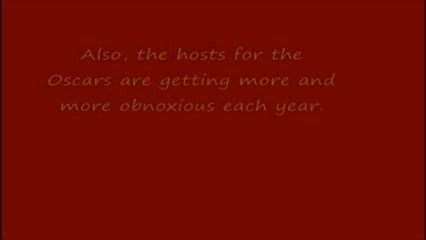 Also, the hosts for the
Oscars are getting more and
more obnoxious each year.